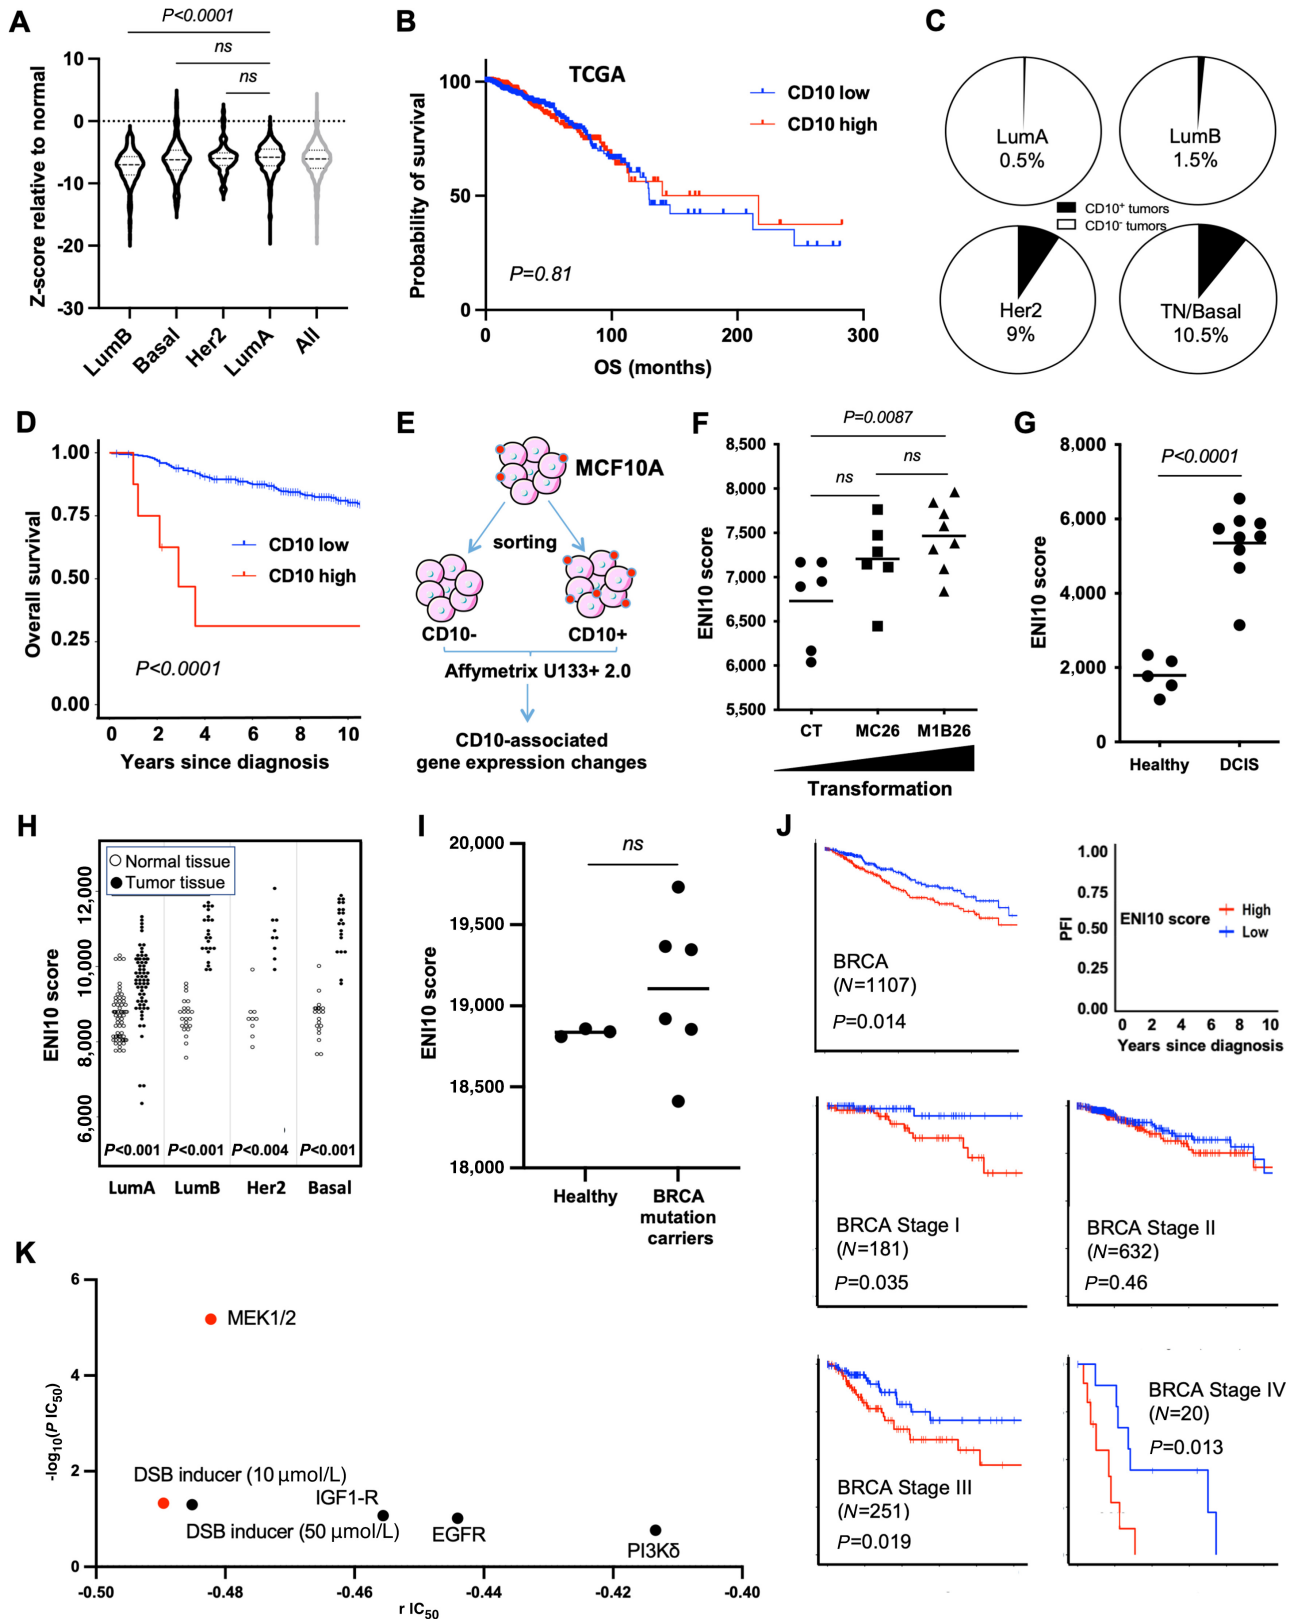 A
P<0.0001
ns
ns
Z-score relative to normal
10
0
-10
-20
-30
LumB
Basal
Her2
LumA
All
B
TCGA
CD10 low
CD10 high
Probability of survival
100
50
0
P=0.81
0
100
200
300
OS (months)
C
LumA
0.5%
LumB
1.5%
CD10+ tumors
CD10- tumors
Her2
9%
TN/Basal
10.5%
D
Overall survival
1.00
0.75
0.50
0.25
0.00
CD10 low
CD10 high
P<0.0001
0
2
4
6
8
10
Years since diagnosis
E
MCF10A
sorting
CD10-
CD10+
Affymetrix U133+ 2.0
CD10-associated
gene expression changes
F
P=0.0087
ns
ns
ENI10 score
8,500
8,000
7,500
7,000
6,500
6,000
5,500
CT
MC26
M1B26
Transformation
G
P<0.0001
ENI10 score
8,000
6,000
4,000
2,000
0
Healthy
DCIS
H
Normal tissue
Tumor tissue
ENI10 score
12,000
10,000
8,000
6,000
P<0.001
P<0.001
P<0.004
P<0.001
LumA
LumB
Her2
Basal
I
ns
ENI10 score
20,000
19,500
19,000
18,500
18,000
Healthy
BRCA
mutation
carriers
J
BRCA
(N=1107)
P=0.014
PFI
1.00
0.75
0.50
0.25
0.00
ENI10 score
High
Low
0
2
4
6
8
10
Years since diagnosis
BRCA Stage I
(N=181)
P=0.035
BRCA Stage II
(N=632)
P=0.46
BRCA Stage III
(N=251)
P=0.019
BRCA Stage IV
(N=20)
P=0.013
K
-log10(P IC50)
6
4
2
0
MEK1/2
DSB inducer (10 μmol/L)
DSB inducer (50 μmol/L)
IGF1-R
EGFR
PI3Kδ
-0.50
-0.48
-0.46
-0.44
-0.42
-0.40
r IC50